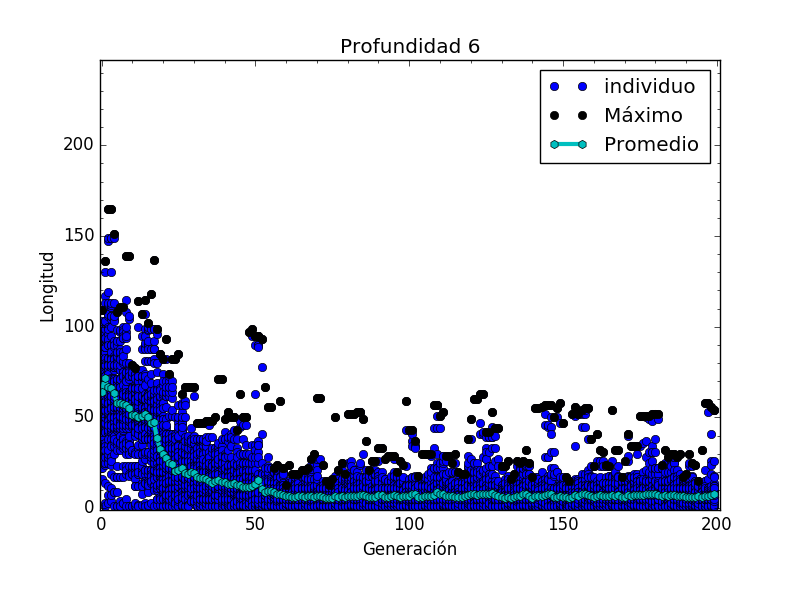 Profundidad 6
individuo
Máximo
Promedio
Longitud
200
150
100
50
0
0 50 100 150 200
Generación